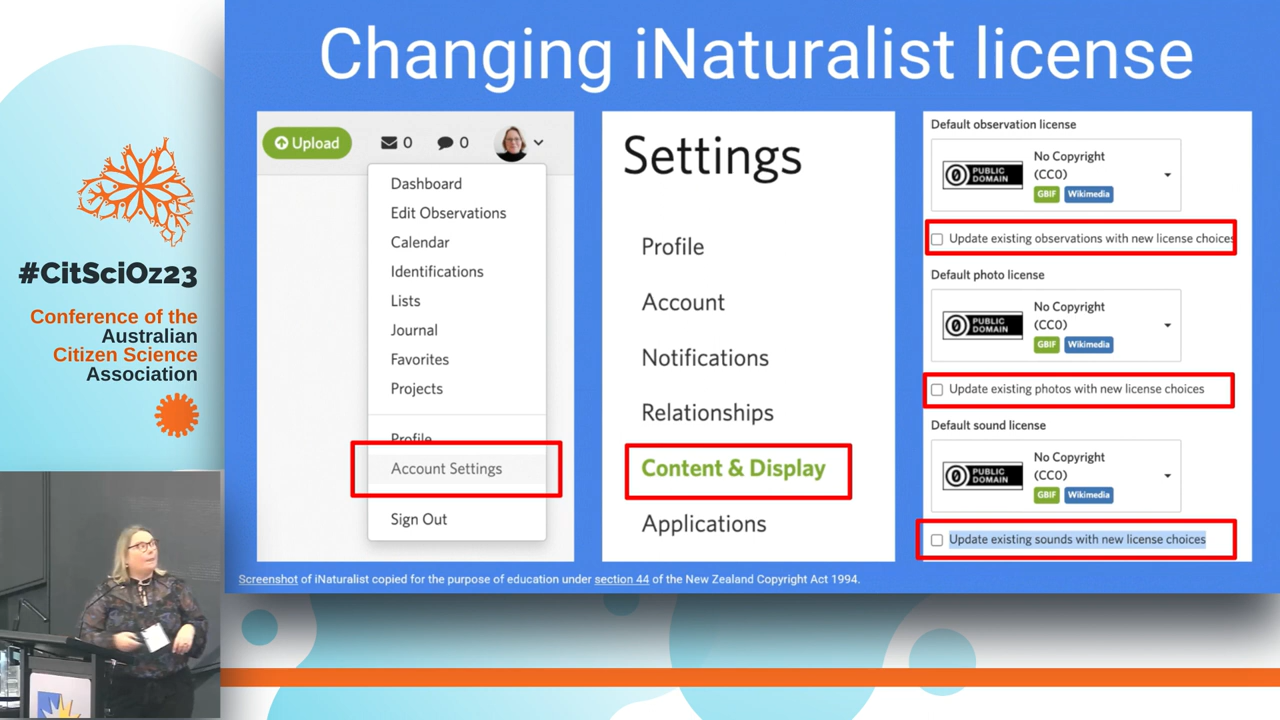 Changing iNaturalist license
Upload
0
0
Dashboard
Edit Observations
Calendar
Identifications
Lists
Journal
Favorites
Projects
Profile
Account Settings
Sign Out
Settings
Profile
Account
Notifications
Relationships
Content & Display
Applications
Default observation license
PUBLIC
DOMAIN
No Copyright
(CC0)
GBIF Wikimedia
Update existing observations with new license choices
Default photo license
PUBLIC
DOMAIN
No Copyright
(CC0)
GBIF Wikimedia
Update existing photos with new license choices
Default sound license
PUBLIC
DOMAIN
No Copyright
(CC0)
GBIF Wikimedia
Update existing sounds with new license choices
Screenshot of iNaturalist copied for the purpose of education under section 44 of the New Zealand Copyright Act 1994.
#CitSciOz23
Conference of the
Australian
Citizen Science
Association